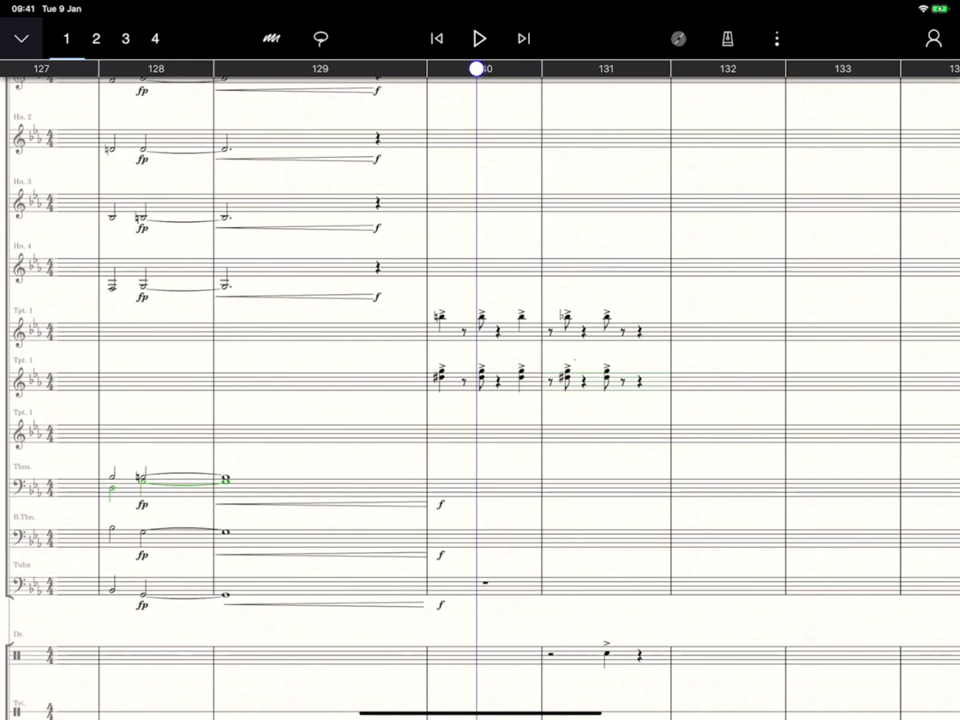 09:41 Tue 9 Jan
1 2 3 4
127 128 129 130 131 132 133
fp f
Hn. 2
fp f
Hn. 3
fp f
Hn. 4
fp f
Tpt. 1
Tpt. 1
Tpt. 1
Tbns.
fp f
B.Tbn.
fp f
Tuba
fp f
Dr.
Tri.